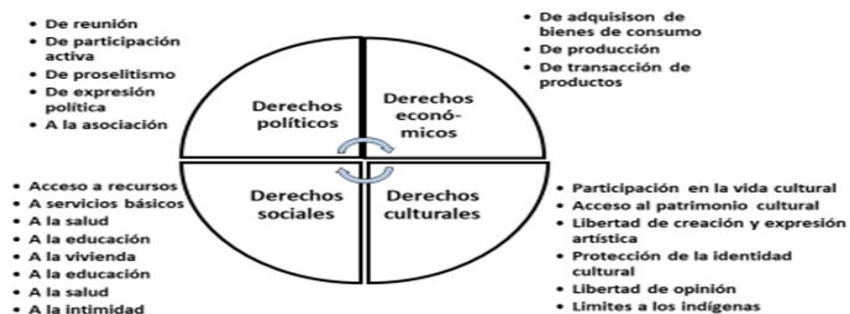 • De reunión
• De participación
activa
• De proselitismo
• De expresión
política
• A la asociación
• De adquisison de
bienes de consumo
• De producción
• De transacción de
productos
Derechos
políticos
Derechos
econó-
micos
Derechos
sociales
Derechos
culturales
• Acceso a recursos
• A servicios básicos
• A la salud
• A la educación
• A la vivienda
• A la educación
• A la salud
• A la intimidad
• Participación en la vida cultural
• Acceso al patrimonio cultural
• Libertad de creación y expresión
artística
• Protección de la identidad
cultural
• Libertad de opinión
• Limites a los indígenas